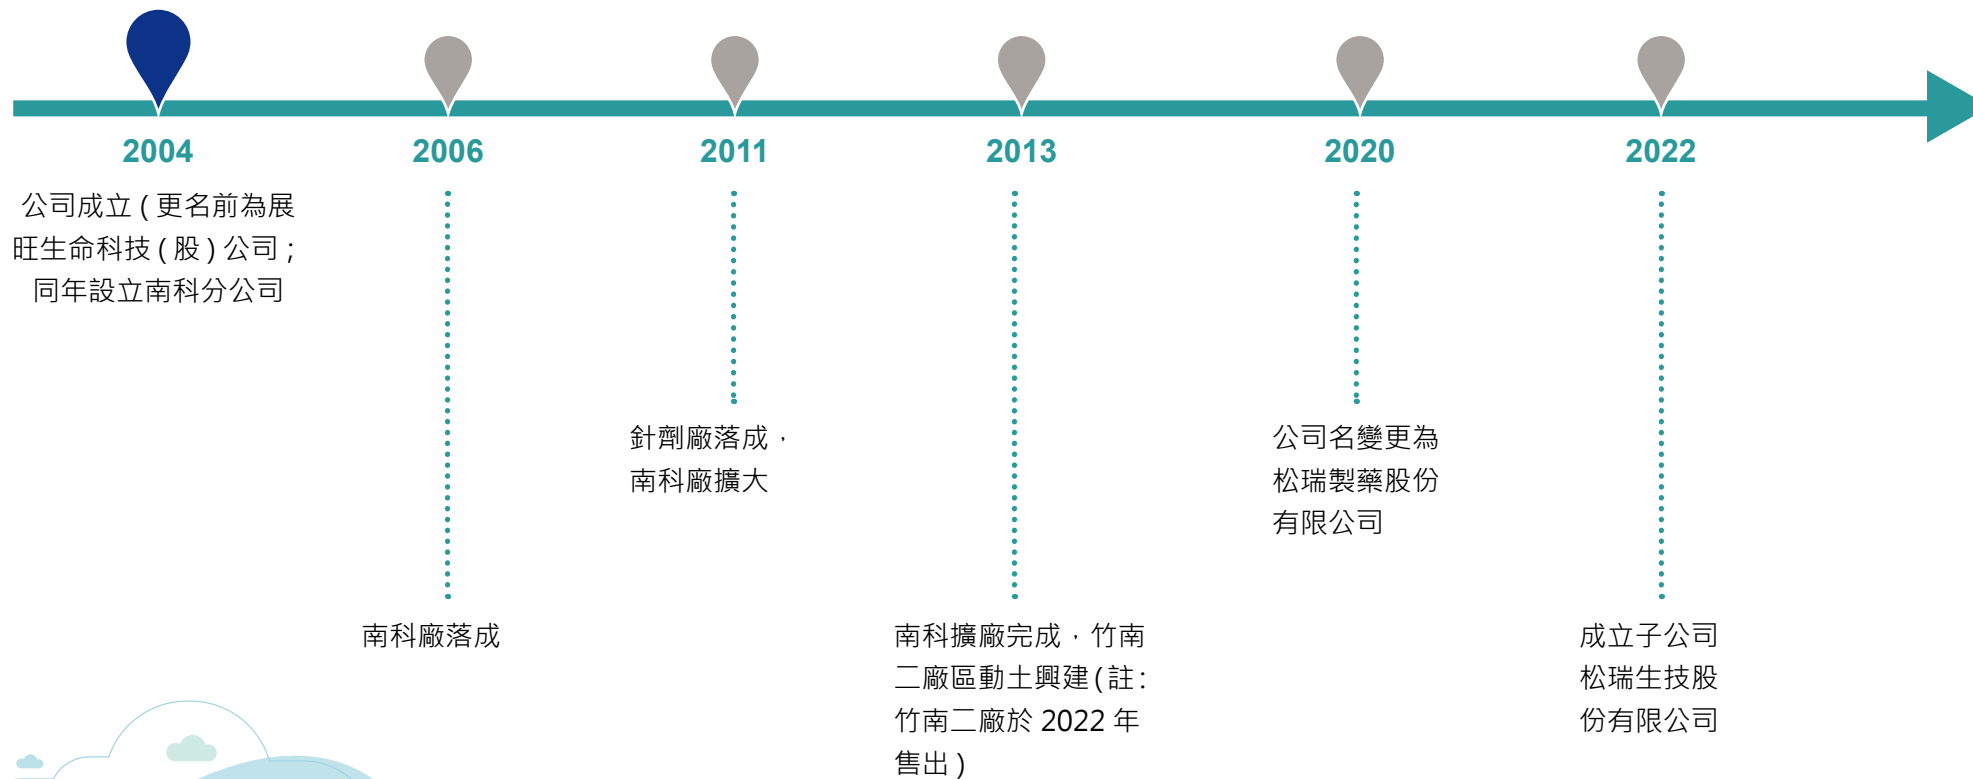 2004
公司成立 ( 更名前為展
旺生命科技 ( 股 ) 公司 ;
同年設立南科分公司
2006
南科廠落成
2011
針劑廠落成，
南科廠擴大
2013
南科擴廠完成，竹南
二廠區動土興建 ( 註 :
竹南二廠於 2022 年
售出 )
2020
公司名變更為
松瑞製藥股份
有限公司
2022
成立子公司
松瑞生技股
份有限公司